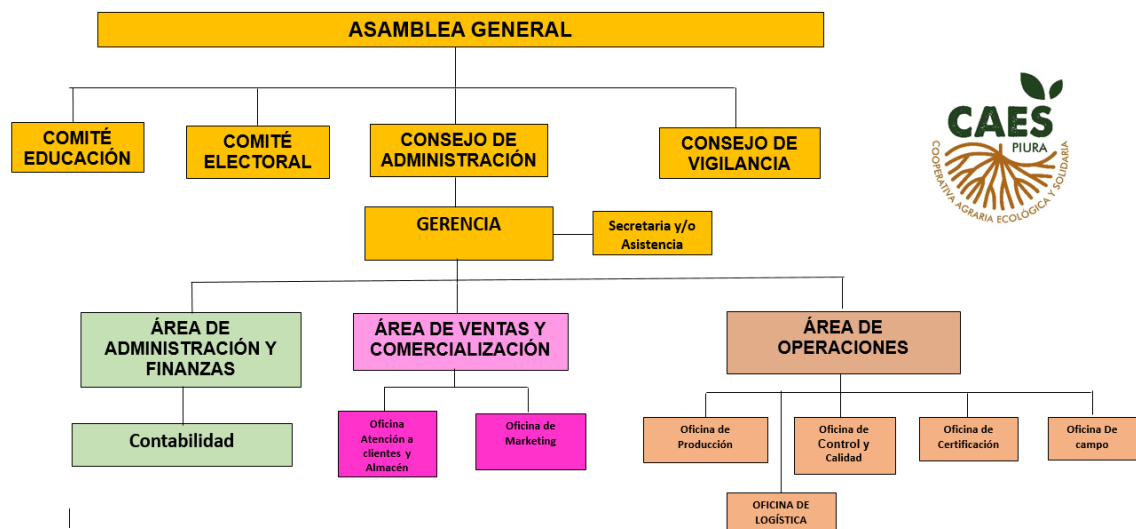 ASAMBLEA GENERAL
COMITÉ
EDUCACIÓN
COMITÉ
ELECTORAL
CONSEJO DE
ADMINISTRACIÓN
CONSEJO DE
VIGILANCIA
CAES
PIURA
COOPERATIVA AGRARIA ECOLÓGICA Y SOLIDARIA
GERENCIA
Secretaria y/o
Asistencia
ÁREA DE
ADMINISTRACIÓN Y
FINANZAS
ÁREA DE VENTAS Y
COMERCIALIZACIÓN
ÁREA DE
OPERACIONES
Contabilidad
Oficina
Atención a
clientes y
Almacén
Oficina de
Marketing
Oficina de
Producción
Oficina de
Control y
Calidad
Oficina de
Certificación
Oficina De
campo
OFICINA DE
LOGÍSTICA